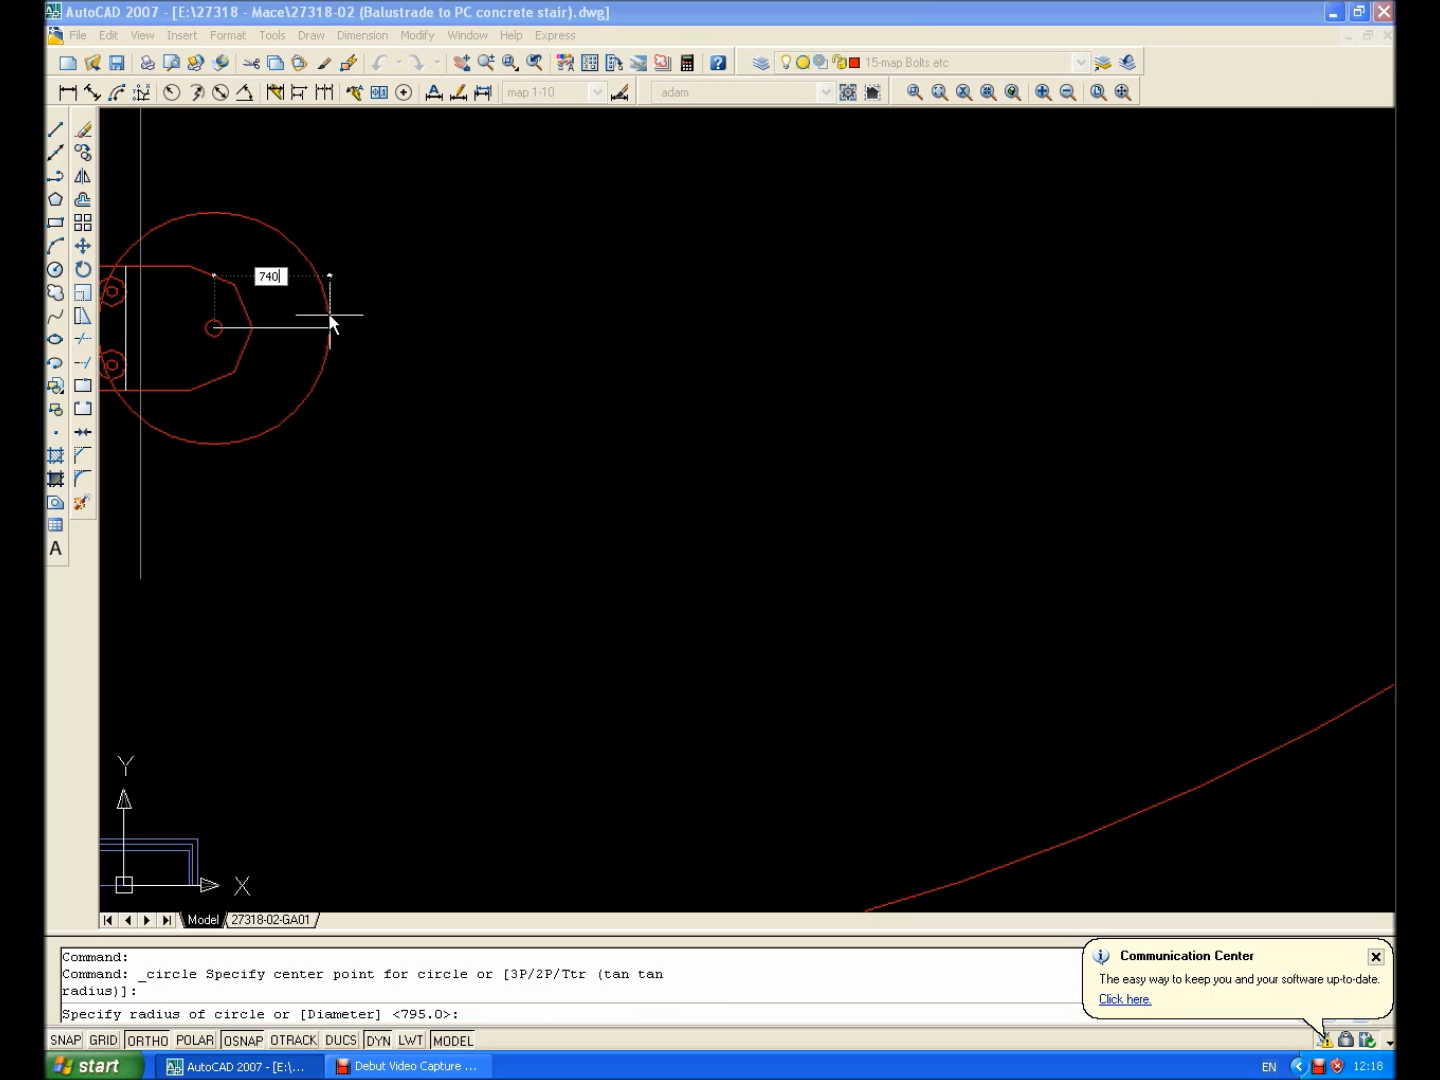 AutoCAD 2007 - [E:\27318 - Mace\27318-02 (Balustrade to PC concrete stair).dwg]
File Edit View Insert Format Tools Draw Dimension Modify Window Help Express
15-map Bolts etc
map 1-10 adam
740
Y
X
A
Model 27318-02-GA01
Command:
Command: _circle Specify center point for circle or [3P/2P/Ttr (tan tan
radius)]:
Specify radius of circle or [Diameter] <795.0>:
Communication Center
The easy way to keep you and your software up-to-date.
Click here.
SNAP GRID ORTHO POLAR OSNAP OTRACK DUCS DYN LWT MODEL
start AutoCAD 2007 - [E:\... Debut Video Capture ... EN 12:18